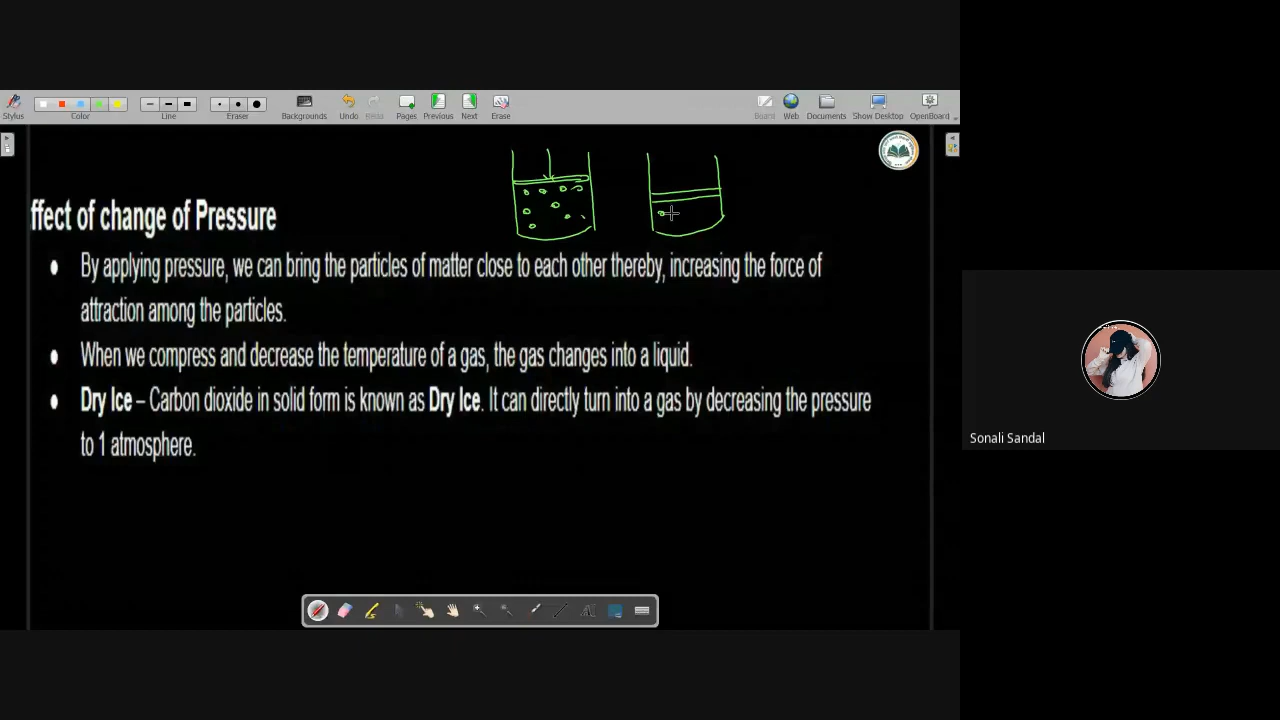 Stylus Color Line Eraser Backgrounds Undo Redo Pages Previous Next Erase Board Web Documents Show Desktop OpenBoard
ffect of change of Pressure
● By applying pressure, we can bring the particles of matter close to each other thereby, increasing the force of
attraction among the particles.
● When we compress and decrease the temperature of a gas, the gas changes into a liquid.
● Dry Ice – Carbon dioxide in solid form is known as Dry Ice. It can directly turn into a gas by decreasing the pressure
to 1 atmosphere.
Sonali Sandal